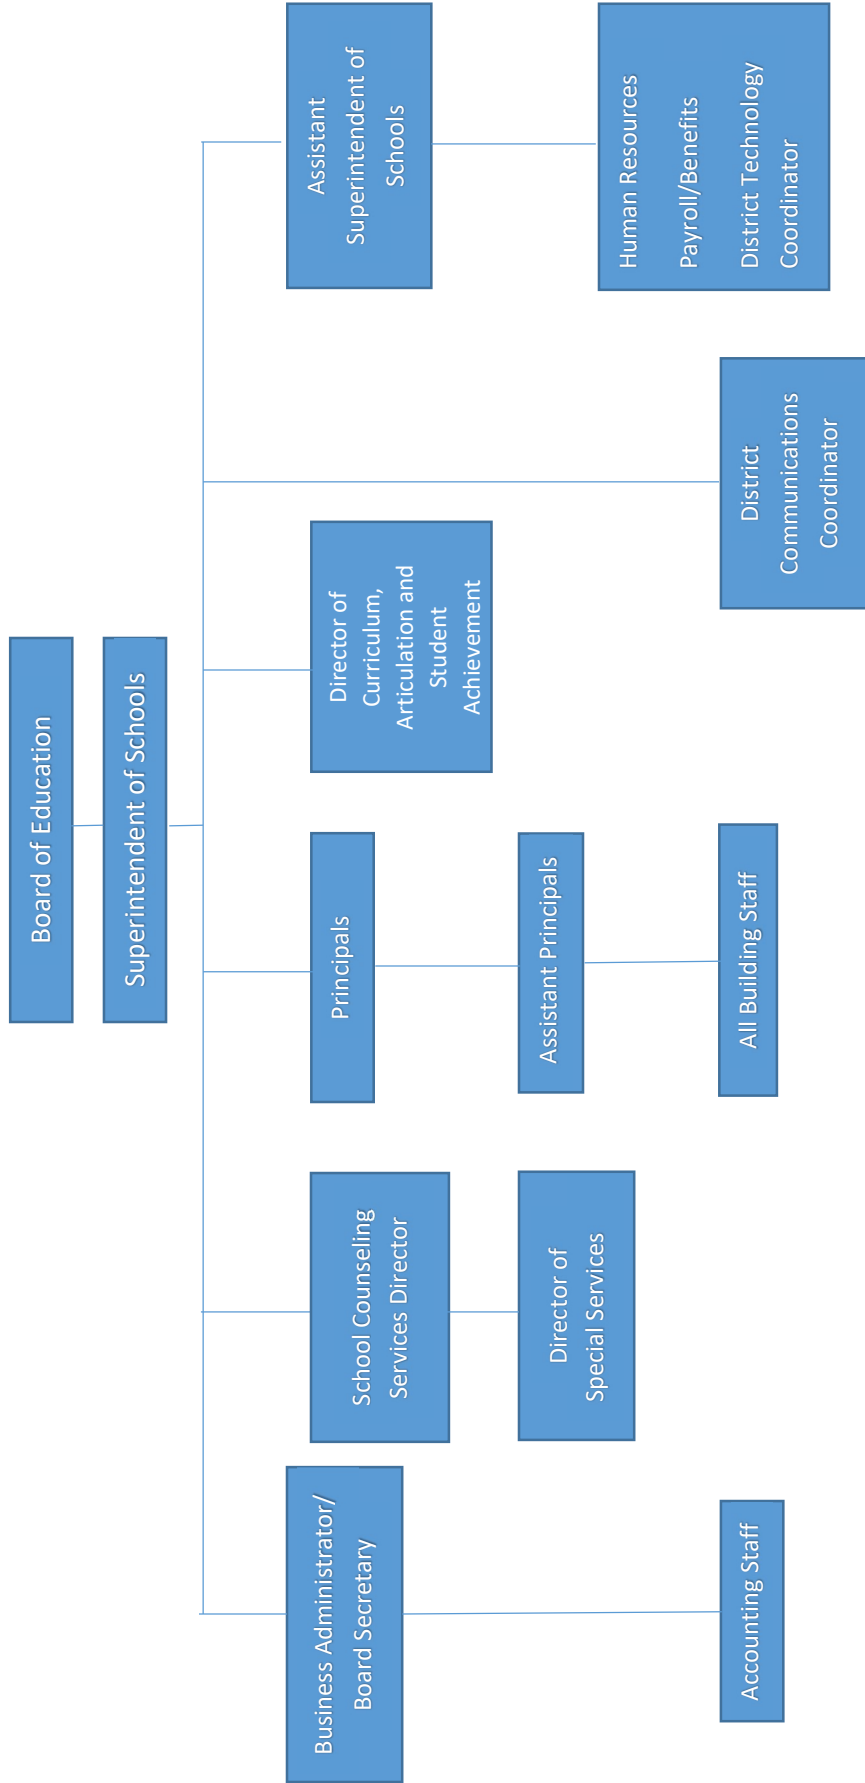 Board of Education
Superintendent of Schools
Business Administrator/
Board Secretary
School Counseling
Services Director
Principals
Director of
Curriculum,
Articulation and
Student
Achievement
Assistant
Superintendent of
Schools
Director of
Special Services
Assistant Principals
Human Resources
Payroll/Benefits
District Technology
Coordinator
Accounting Staff
All Building Staff
District
Communications
Coordinator